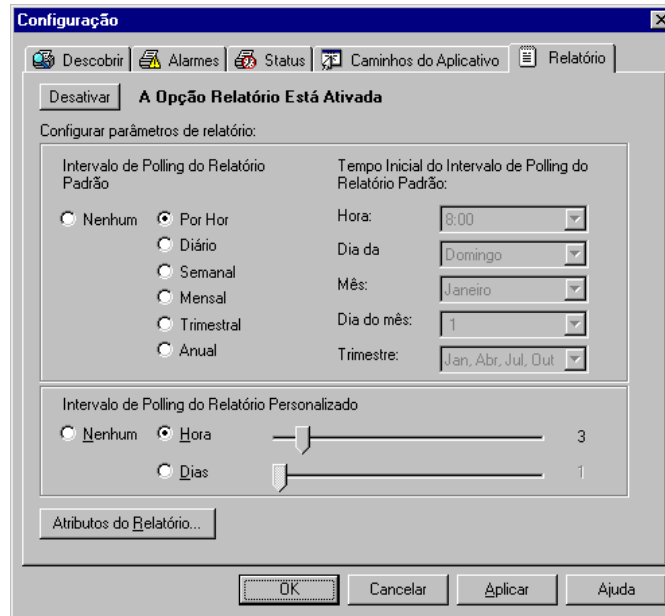 Configuração
Descobrir Alarmes Status Caminhos do Aplicativo Relatório
Desativar A Opção Relatório Está Ativada
Configurar parâmetros de relatório:
Intervalo de Polling do Relatório
Padrão
Nenhum Por Hor
Diário
Semanal
Mensal
Trimestral
Anual
Tempo Inicial do Intervalo de Polling do
Relatório Padrão:
Hora: 8:00
Dia da Domingo
Mês: Janeiro
Dia do mês: 1
Trimestre: Jan, Abr, Jul, Out
Intervalo de Polling do Relatório Personalizado
Nenhum Hora 3
Dias 1
Atributos do Relatório...
OK Cancelar Aplicar Ajuda